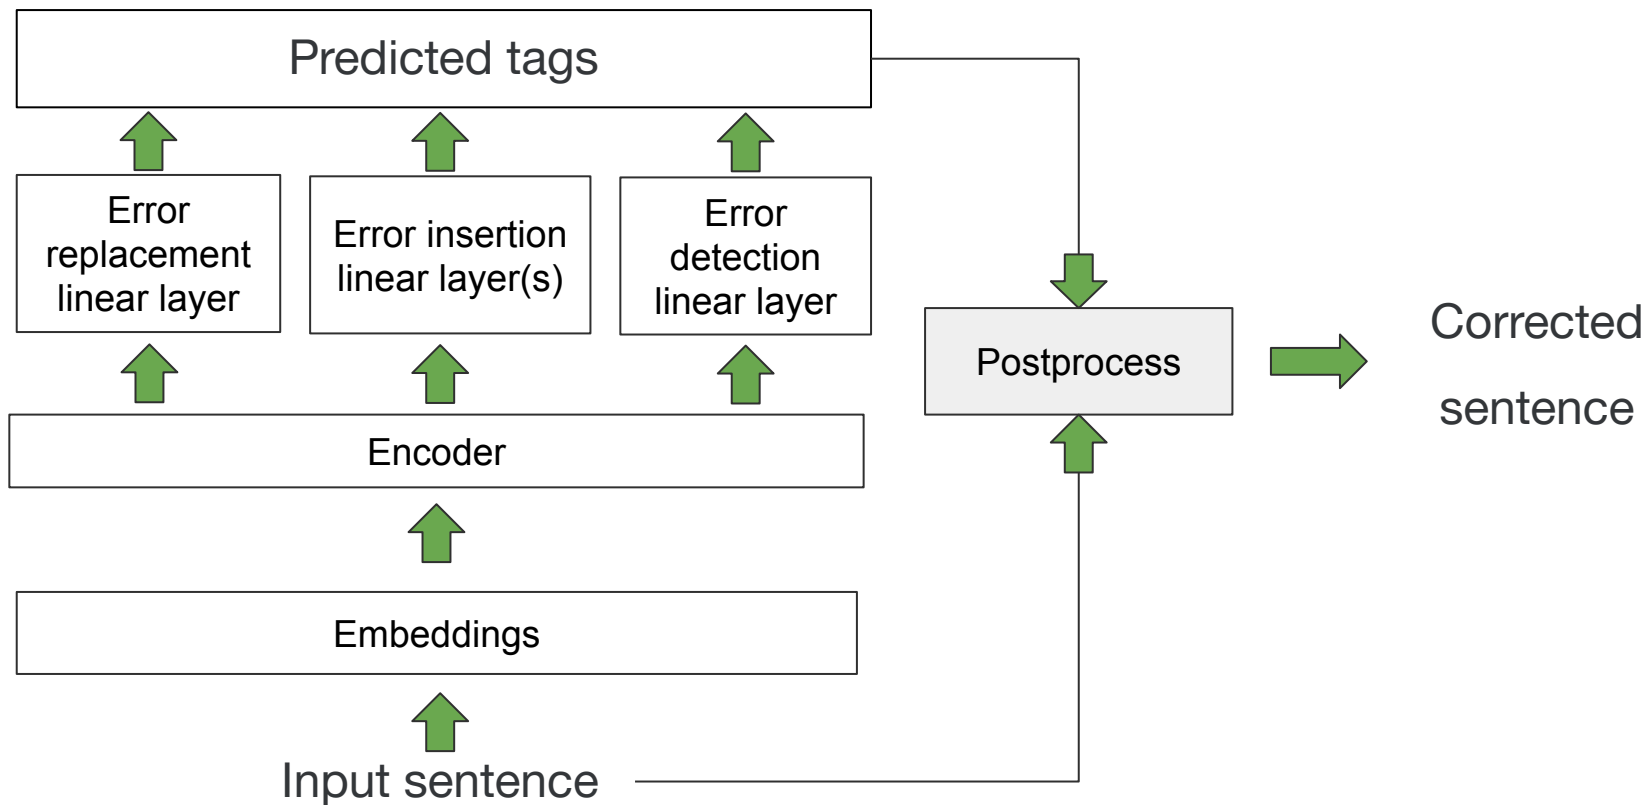 Predicted tags
Error
replacement
linear layer
Error insertion
linear layer(s)
Error
detection
linear layer
Encoder
Embeddings
Input sentence
Postprocess
Corrected
sentence